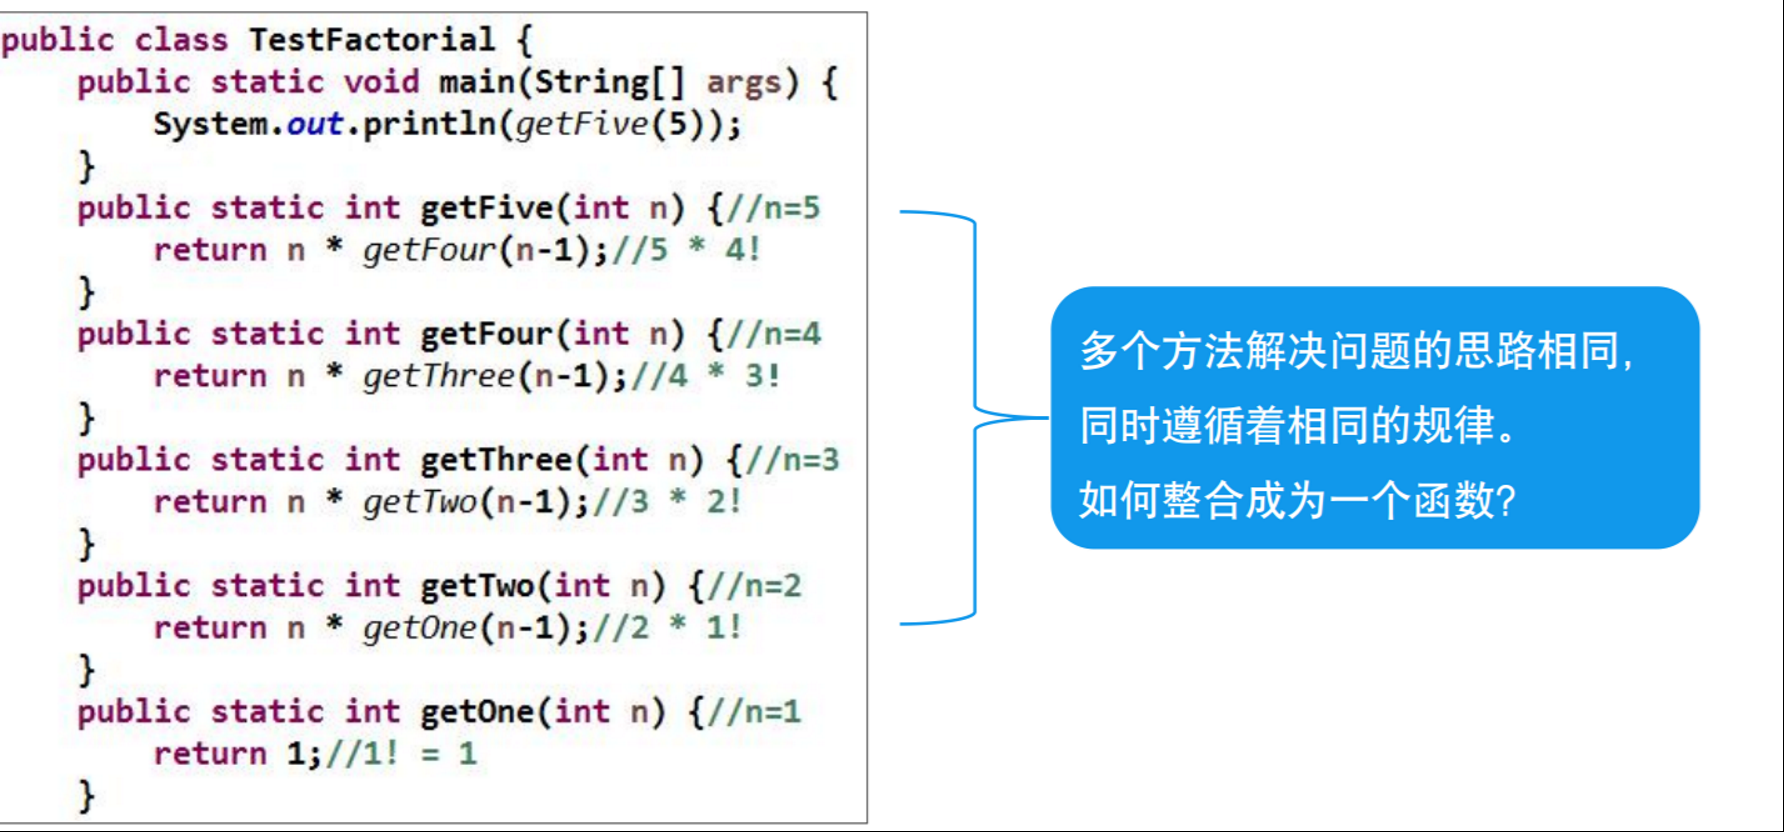 public class TestFactorial {
    public static void main(String[] args) {
        System.out.println(getFive(5));
    }
    public static int getFive(int n) {//n=5
        return n * getFour(n-1);//5 * 4!
    }
    public static int getFour(int n) {//n=4
        return n * getThree(n-1);//4 * 3!
    }
    public static int getThree(int n) {//n=3
        return n * getTwo(n-1);//3 * 2!
    }
    public static int getTwo(int n) {//n=2
        return n * getOne(n-1);//2 * 1!
    }
    public static int getOne(int n) {//n=1
        return 1;//1! = 1
    }
多个方法解决问题的思路相同，
同时遵循着相同的规律。
如何整合成为一个函数？